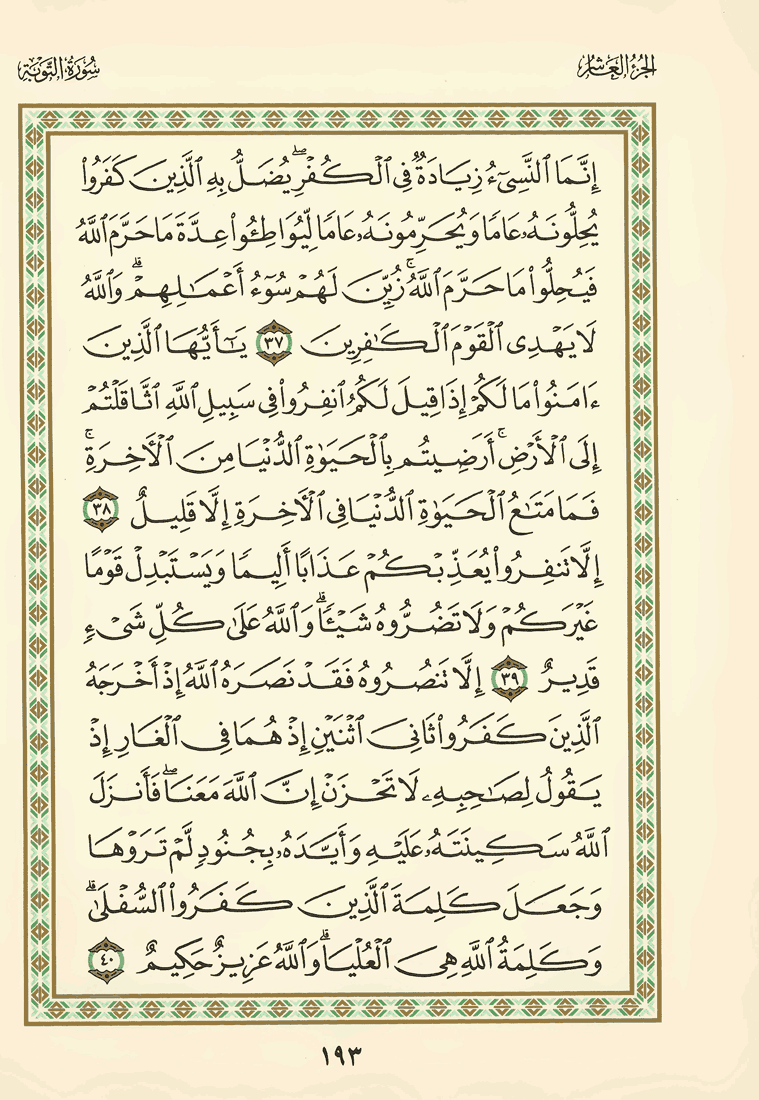 الجزء العاشر
سورة التوبة
إِنَّمَا ٱلنَّسِىٓءُ زِيَادَةٌ فِى ٱلْكُفْرِ ۖ يُضَلُّ بِهِ ٱلَّذِينَ كَفَرُوا۟
يُحِلُّونَهُۥ عَامًا وَيُحَرِّمُونَهُۥ عَامًا لِّيُوَاطِـُٔوا۟ عِدَّةَ مَا حَرَّمَ ٱللَّهُ
فَيُحِلُّوا۟ مَا حَرَّمَ ٱللَّهُ ۚ زُيِّنَ لَهُمْ سُوٓءُ أَعْمَـٰلِهِمْ ۗ وَٱللَّهُ
لَا يَهْدِى ٱلْقَوْمَ ٱلْكَـٰفِرِينَ ٣٧ يَـٰٓأَيُّهَا ٱلَّذِينَ
ءَامَنُوا۟ مَا لَكُمْ إِذَا قِيلَ لَكُمُ ٱنفِرُوا۟ فِى سَبِيلِ ٱللَّهِ ٱثَّاقَلْتُمْ
إِلَى ٱلْأَرْضِ ۚ أَرَضِيتُم بِٱلْحَيَوٰةِ ٱلدُّنْيَا مِنَ ٱلْـَٔاخِرَةِ ۚ
فَمَا مَتَـٰعُ ٱلْحَيَوٰةِ ٱلدُّنْيَا فِى ٱلْـَٔاخِرَةِ إِلَّا قَلِيلٌ ٣٨
إِلَّا تَنفِرُوا۟ يُعَذِّبْكُمْ عَذَابًا أَلِيمًا وَيَسْتَبْدِلْ قَوْمًا
غَيْرَكُمْ وَلَا تَضُرُّوهُ شَيْـًٔا ۗ وَٱللَّهُ عَلَىٰ كُلِّ شَىْءٍ
قَدِيرٌ ٣٩ إِلَّا تَنصُرُوهُ فَقَدْ نَصَرَهُ ٱللَّهُ إِذْ أَخْرَجَهُ
ٱلَّذِينَ كَفَرُوا۟ ثَانِىَ ٱثْنَيْنِ إِذْ هُمَا فِى ٱلْغَارِ إِذْ
يَقُولُ لِصَـٰحِبِهِۦ لَا تَحْزَنْ إِنَّ ٱللَّهَ مَعَنَا ۖ فَأَنزَلَ
ٱللَّهُ سَكِينَتَهُۥ عَلَيْهِ وَأَيَّدَهُۥ بِجُنُودٍ لَّمْ تَرَوْهَا
وَجَعَلَ كَلِمَةَ ٱلَّذِينَ كَفَرُوا۟ ٱلسُّفْلَىٰ ۗ
وَكَلِمَةُ ٱللَّهِ هِىَ ٱلْعُلْيَا ۗ وَٱللَّهُ عَزِيزٌ حَكِيمٌ ٤٠
١٩٣